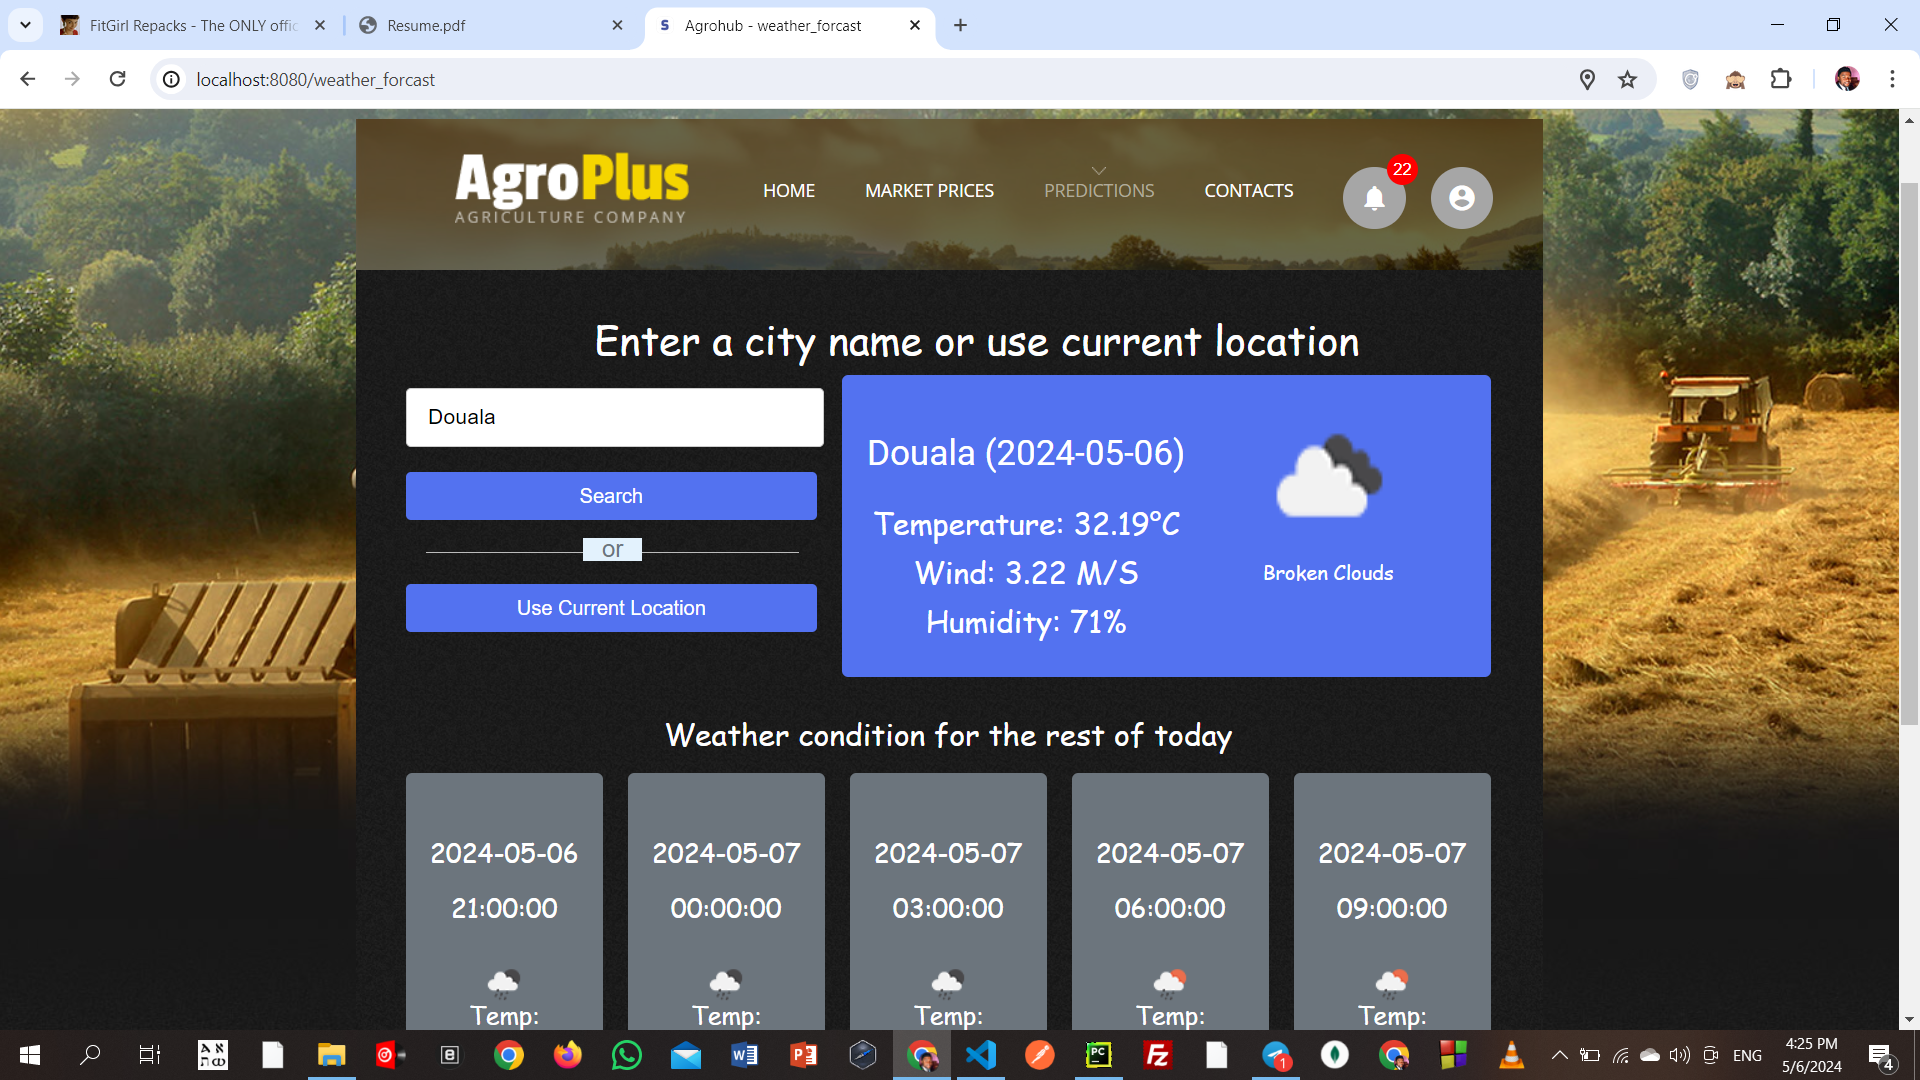 FitGirl Repacks - The ONLY offic
Resume.pdf
S
Agrohub - weather_forcast
localhost:8080/weather_forcast
AgroPlus
AGRICULTURE COMPANY
HOME
MARKET PRICES
PREDICTIONS
CONTACTS
22
Enter a city name or use current location
Douala
Search
or
Use Current Location
Douala (2024-05-06)
Temperature: 32.19°C
Wind: 3.22 M/S
Humidity: 71%
Broken Clouds
Weather condition for the rest of today
2024-05-06
21:00:00
Temp:
2024-05-07
00:00:00
Temp:
2024-05-07
03:00:00
Temp:
2024-05-07
06:00:00
Temp:
2024-05-07
09:00:00
Temp:
ENG
4:25 PM
5/6/2024
4
1